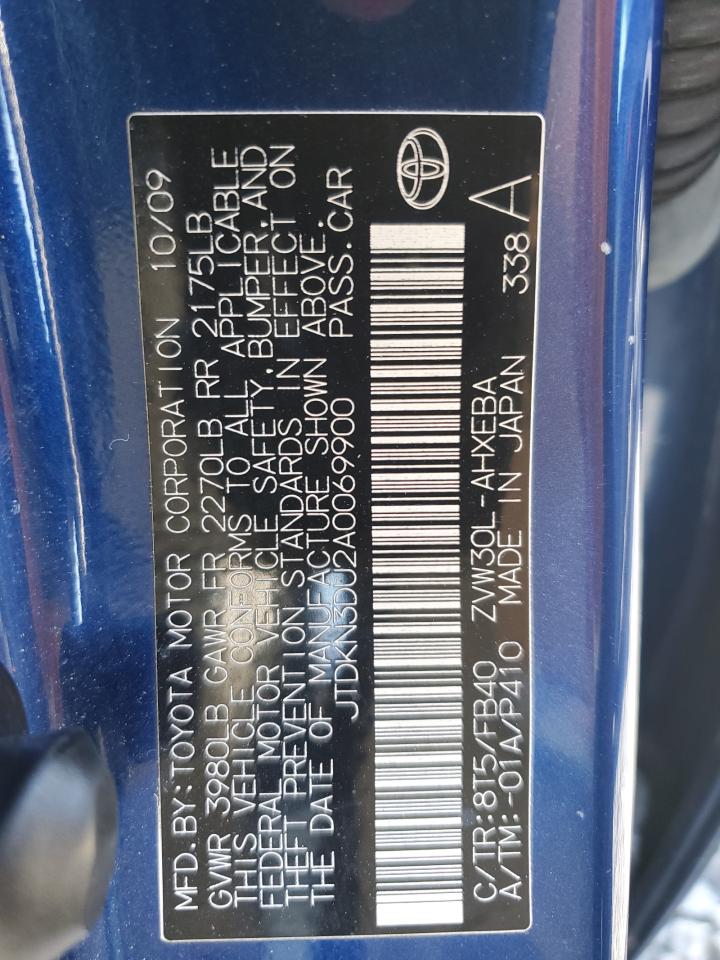 MFD.BY:TOYOTA MOTOR CORPORATION 10/09
GVWR 3980LB GAWR FR 2270LB RR 2175LB
THIS VEHICLE CONFORMS TO ALL APPLICABLE
FEDERAL MOTOR VEHICLE SAFETY,BUMPER,AND
THEFT PREVENTION STANDARDS IN EFFECT ON
THE DATE OF MANUFACTURE SHOWN ABOVE.
JTDKN3DU2A0069900 PASS.CAR
C/TR:8T5/FB40 ZVW30L-AHXEBA 338 A
A/TM:-01A/P410 MADE IN JAPAN